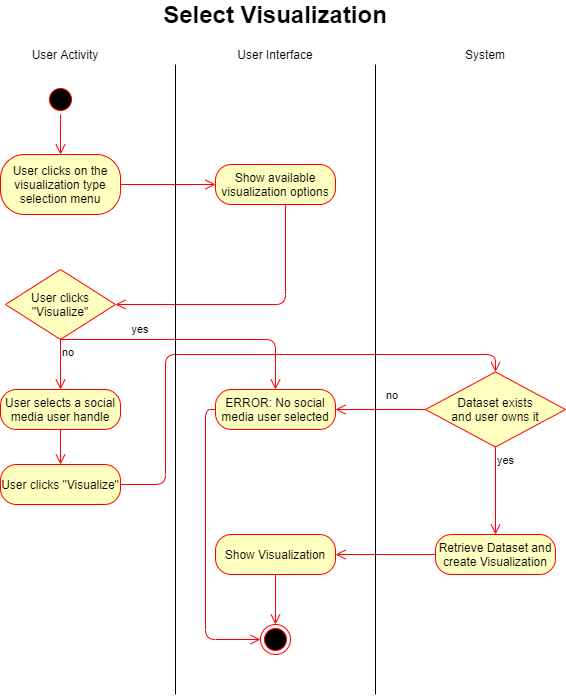 Select Visualization
User Activity
User Interface
System
User clicks on the
visualization type
selection menu
Show available
visualization options
User clicks
"Visualize"
yes
no
User selects a social
media user handle
ERROR: No social
media user selected
no
Dataset exists
and user owns it
yes
User clicks "Visualize"
Show Visualization
Retrieve Dataset and
create Visualization